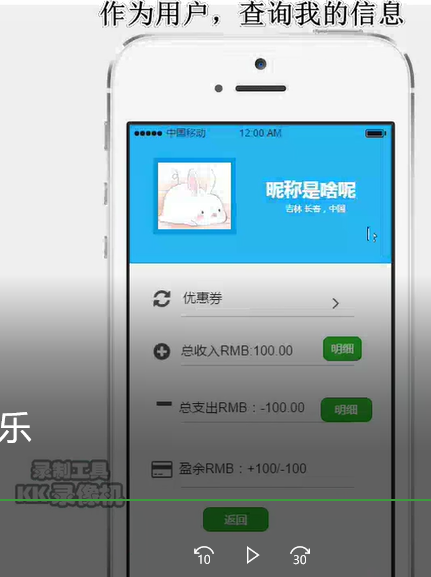 作为用户，查询我的信息
中国移动 12:00 AM
昵称是啥呢
吉林 长春，中国
优惠券
总收入RMB:100.00 明细
总支出RMB：-100.00 明细
乐
盈余RMB：+100/-100
录制工具
KK录像机
返回
10 30